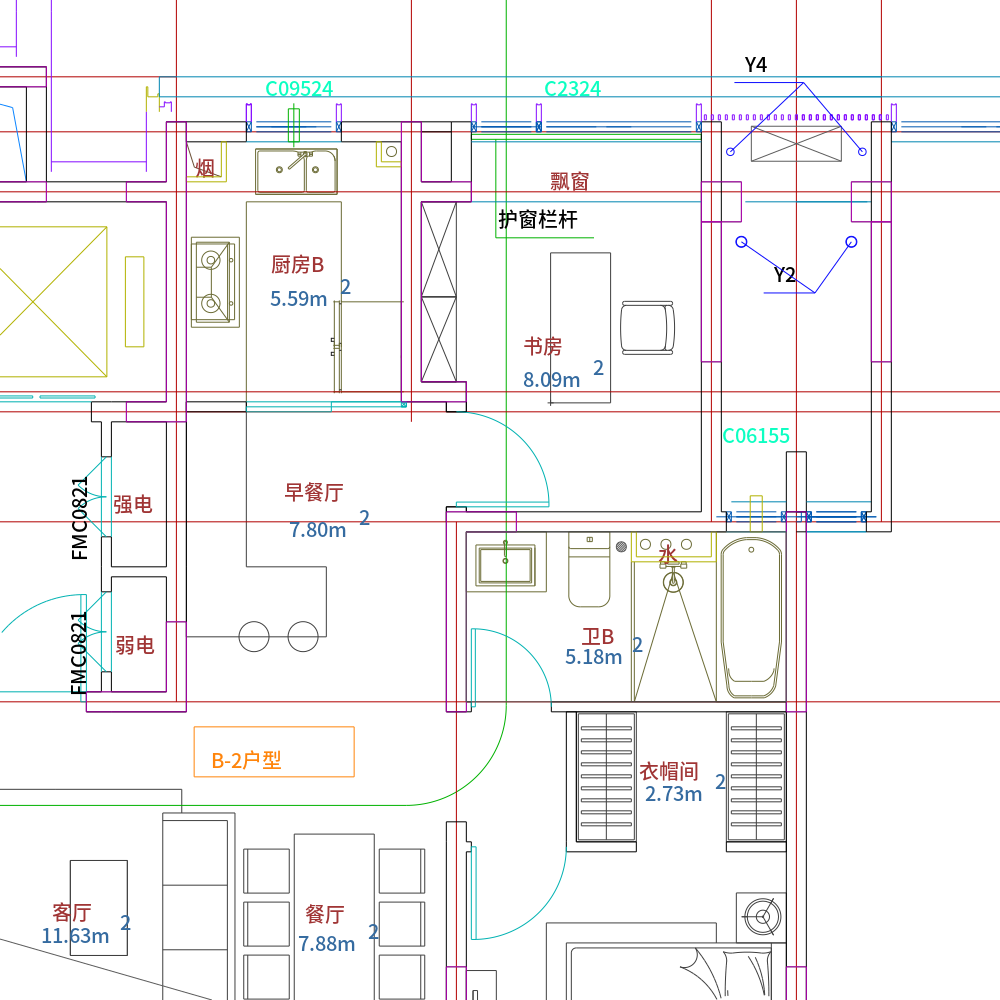 Y4
C09524
C2324
烟
飘窗
护窗栏杆
厨房B
5.59m 2
Y2
书房
8.09m 2
C06155
早餐厅
7.80m 2
强电
FMC0821
水
弱电
FMC0821
卫B
5.18m 2
B-2户型
衣帽间
2.73m 2
客厅
11.63m 2
餐厅
7.88m 2